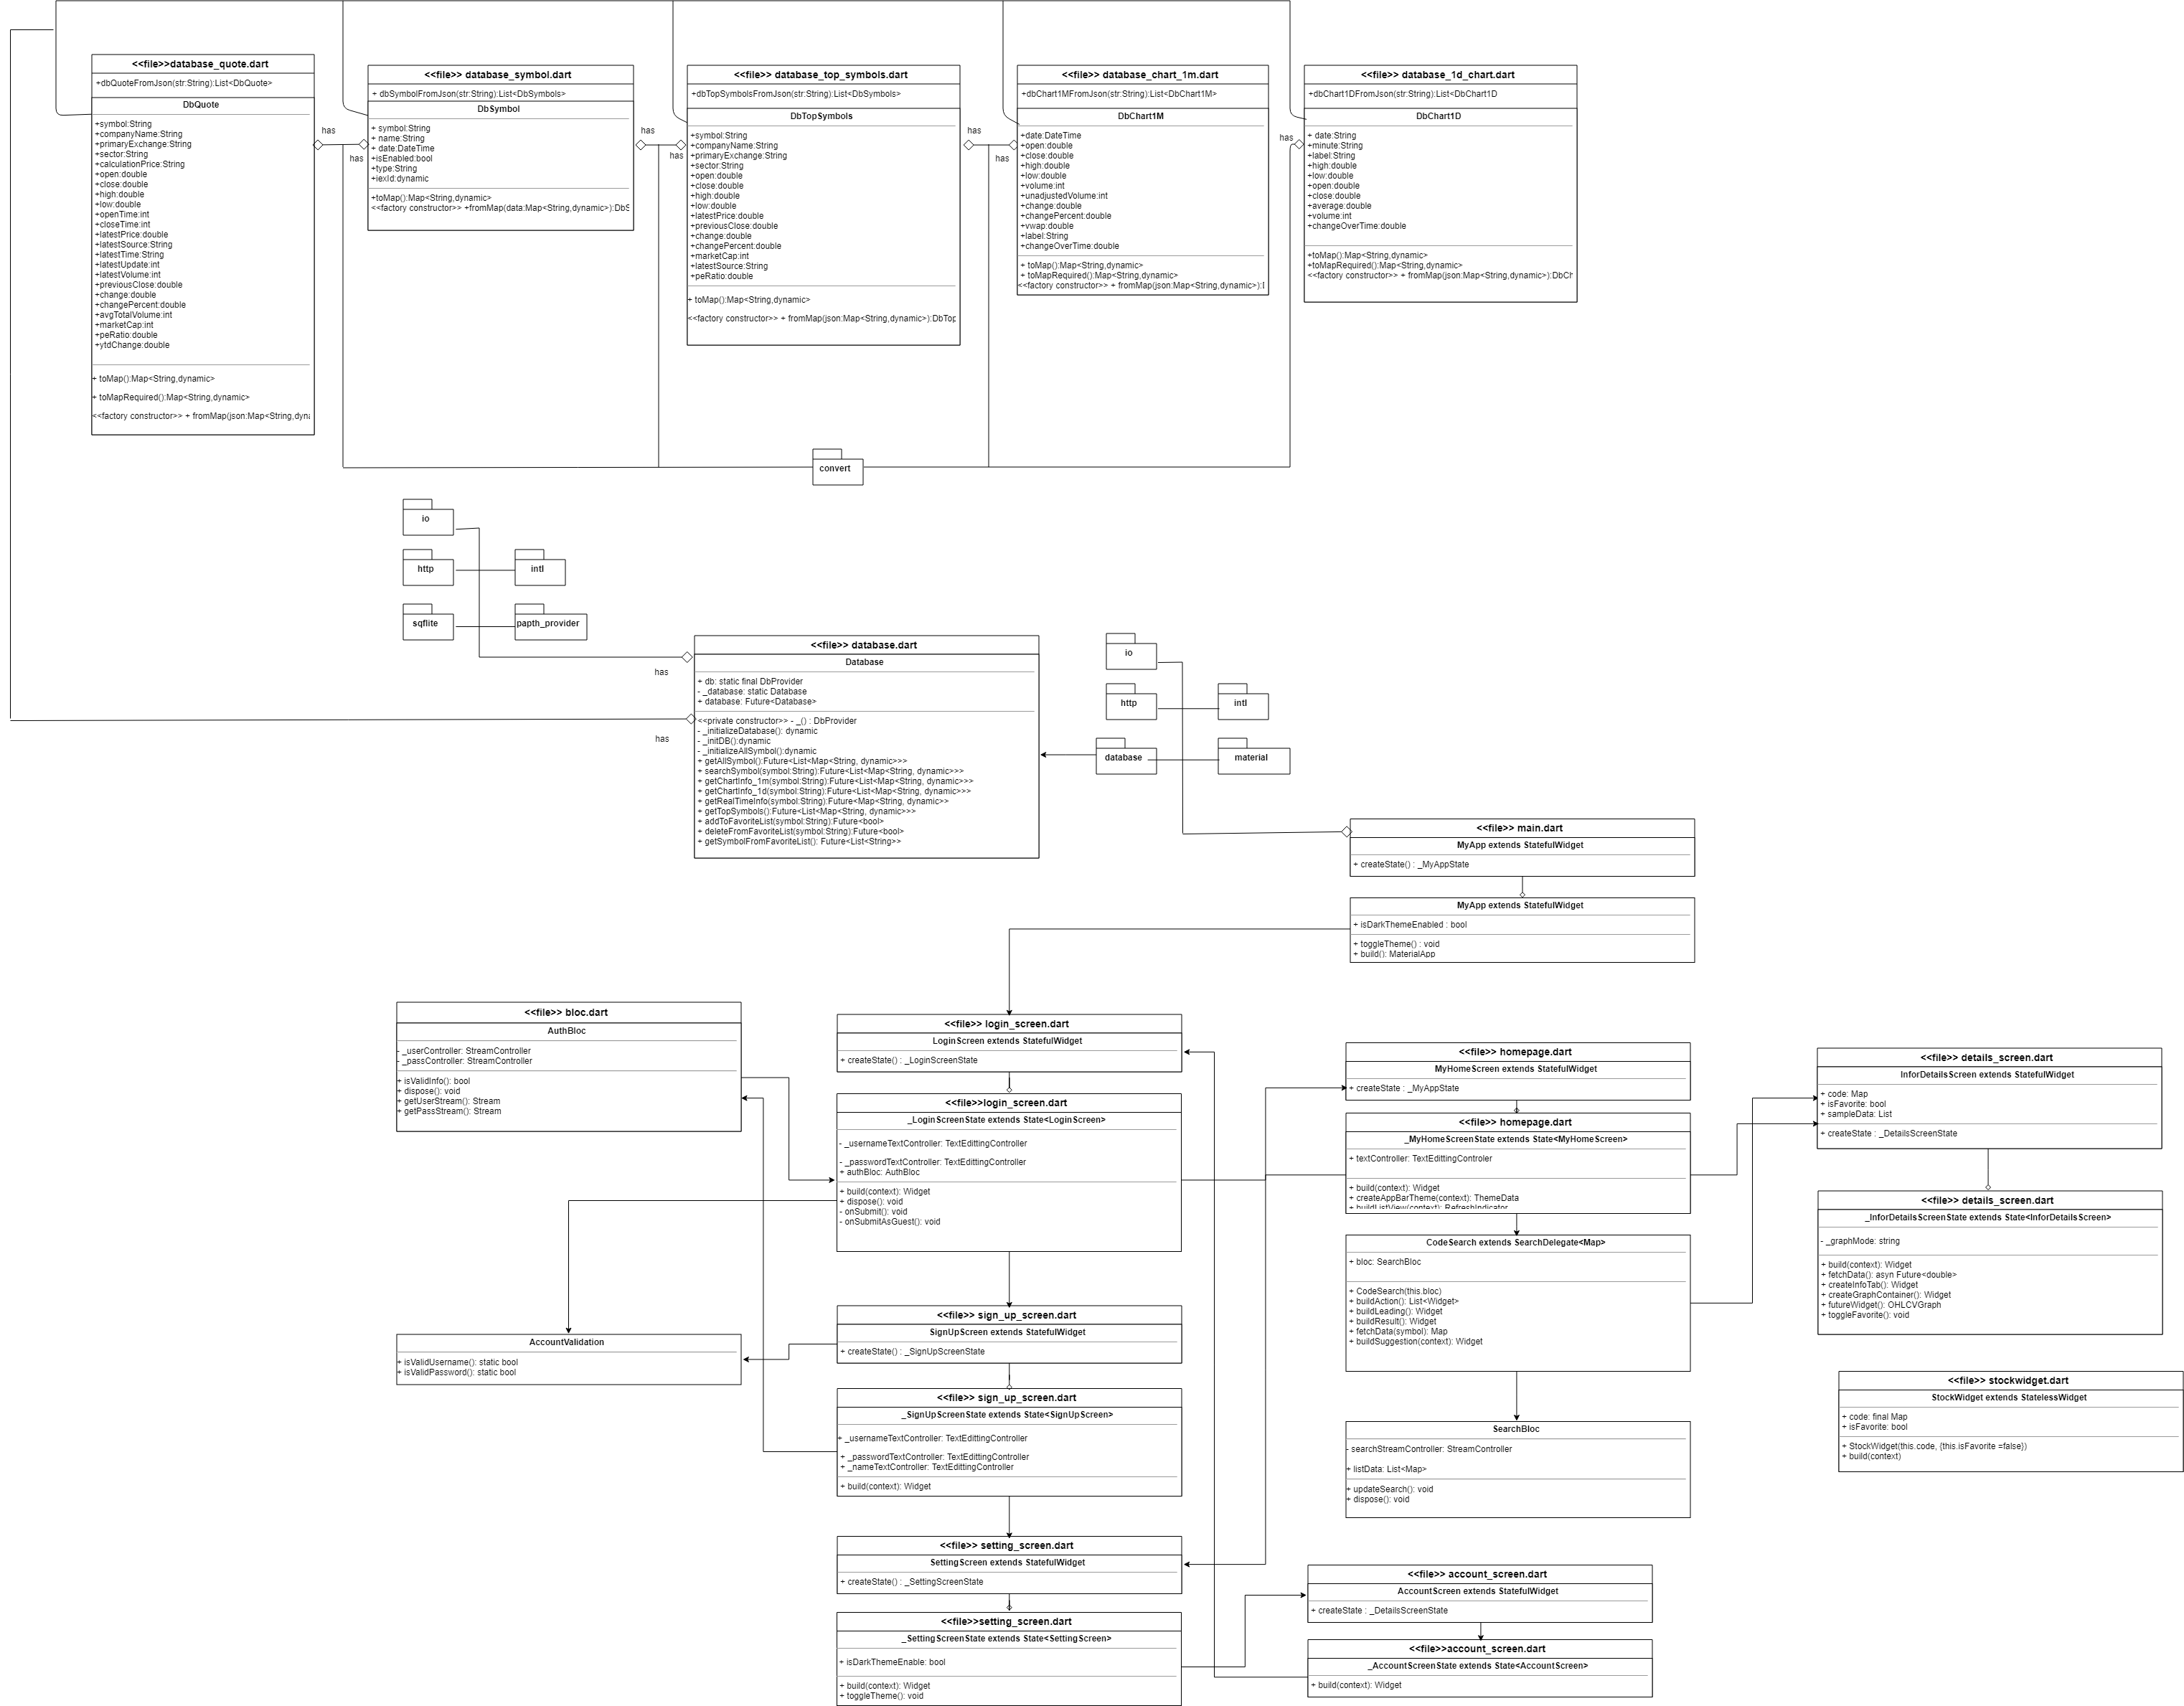 <<file>>database_quote.dart
+dbQuoteFromJson(str:String):List<DbQuote>
DbQuote
+symbol:String
+companyName:String
+primaryExchange:String
+sector:String
+calculationPrice:String
+open:double
+close:double
+high:double
+low:double
+openTime:int
+closeTime:int
+latestPrice:double
+latestSource:String
+latestTime:String
+latestUpdate:int
+latestVolume:int
+previousClose:double
+change:double
+changePercent:double
+avgTotalVolume:int
+marketCap:int
+peRatio:double
+ytdChange:double
+ toMap():Map<String,dynamic>
+ toMapRequired():Map<String,dynamic>
<<factory constructor>> + fromMap(json:Map<String,dyna
has
has
<<file>> database_symbol.dart
+ dbSymbolFromJson(str:String):List<DbSymbols>
DbSymbol
+ symbol:String
+ name:String
+ date:DateTime
+isEnabled:bool
+type:String
+iexId:dynamic
+toMap():Map<String,dynamic>
<<factory constructor>> +fromMap(data:Map<String,dynamic>):DbS
has
has
<<file>> database_top_symbols.dart
+dbTopSymbolsFromJson(str:String):List<DbSymbols>
DbTopSymbols
+symbol:String
+companyName:String
+primaryExchange:String
+sector:String
+open:double
+close:double
+high:double
+low:double
+latestPrice:double
+previousClose:double
+change:double
+changePercent:double
+marketCap:int
+latestSource:String
+peRatio:double
+ toMap():Map<String,dynamic>
<<factory constructor>> + fromMap(json:Map<String,dynamic>):DbTop
has
has
<<file>> database_chart_1m.dart
+dbChart1MFromJson(str:String):List<DbChart1M>
DbChart1M
+date:DateTime
+open:double
+close:double
+high:double
+low:double
+volume:int
+unadjustedVolume:int
+change:double
+changePercent:double
+vwap:double
+label:String
+changeOverTime:double
+ toMap():Map<String,dynamic>
+ toMapRequired():Map<String,dynamic>
<<factory constructor>> + fromMap(json:Map<String,dynamic>):
has
<<file>> database_1d_chart.dart
+dbChart1DFromJson(str:String):List<DbChart1D
DbChart1D
+ date:String
+minute:String
+label:String
+high:double
+low:double
+open:double
+close:double
+average:double
+volume:int
+changeOverTime:double
+toMap():Map<String,dynamic>
+toMapRequired():Map<String,dynamic>
<<factory constructor>> + fromMap(json:Map<String,dynamic>):DbCh
convert
io
http
intl
sqflite
papth_provider
has
has
<<file>> database.dart
Database
+ db: static final DbProvider
- _database: static Database
+ database: Future<Database>
<<private constructor>> - _() : DbProvider
- _initializeDatabase(): dynamic
- _initDB():dynamic
- _initializeAllSymbol():dynamic
+ getAllSymbol():Future<List<Map<String, dynamic>>>
+ searchSymbol(symbol:String):Future<List<Map<String, dynamic>>>
+ getChartInfo_1m(symbol:String):Future<List<Map<String, dynamic>>>
+ getChartInfo_1d(symbol:String):Future<List<Map<String, dynamic>>>
+ getRealTimeInfo(symbol:String):Future<Map<String, dynamic>>
+ getTopSymbols():Future<List<Map<String, dynamic>>>
+ addToFavoriteList(symbol:String):Future<bool>
+ deleteFromFavoriteList(symbol:String):Future<bool>
+ getSymbolFromFavoriteList(): Future<List<String>>
io
http
intl
database
material
<<file>> main.dart
MyApp extends StatefulWidget
+ createState() : _MyAppState
MyApp extends StatefulWidget
+ isDarkThemeEnabled : bool
+ toggleTheme() : void
+ build(): MaterialApp
<<file>> bloc.dart
AuthBloc
- _userController: StreamController
- _passController: StreamController
+ isValidInfo(): bool
+ dispose(): void
+ getUserStream(): Stream
+ getPassStream(): Stream
<<file>> login_screen.dart
LoginScreen extends StatefulWidget
+ createState() : _LoginScreenState
<<file>>login_screen.dart
_LoginScreenState extends State<LoginScreen>
- _usernameTextController: TextEdittingController
- _passwordTextController: TextEdittingController
+ authBloc: AuthBloc
+ build(context): Widget
+ dispose(): void
- onSubmit(): void
- onSubmitAsGuest(): void
<<file>> homepage.dart
MyHomeScreen extends StatefulWidget
+ createState : _MyAppState
<<file>> homepage.dart
_MyHomeScreenState extends State<MyHomeScreen>
+ textController: TextEdittingControler
+ build(context): Widget
+ createAppBarTheme(context): ThemeData
+ buildListView(context): RefreshIndicator
CodeSearch extends SearchDelegate<Map>
+ bloc: SearchBloc
+ CodeSearch(this.bloc)
+ buildAction(): List<Widget>
+ buildLeading(): Widget
+ buildResult(): Widget
+ fetchData(symbol): Map
+ buildSuggestion(context): Widget
SearchBloc
- searchStreamController: StreamController
+ listData: List<Map>
+ updateSearch(): void
+ dispose(): void
<<file>> details_screen.dart
InforDetailsScreen extends StatefulWidget
+ code: Map
+ isFavorite: bool
+ sampleData: List
+ createState : _DetailsScreenState
<<file>> details_screen.dart
_InforDetailsScreenState extends State<InforDetailsScreen>
- _graphMode: string
+ build(context): Widget
+ fetchData(): asyn Future<double>
+ createInfoTab(): Widget
+ createGraphContainer(): Widget
+ futureWidget(): OHLCVGraph
+ toggleFavorite(): void
<<file>> stockwidget.dart
StockWidget extends StatelessWidget
+ code: final Map
+ isFavorite: bool
+ StockWidget(this.code, {this.isFavorite =false})
+ build(context)
AccountValidation
+ isValidUsername(): static bool
+ isValidPassword(): static bool
<<file>> sign_up_screen.dart
SignUpScreen extends StatefulWidget
+ createState() : _SignUpScreenState
<<file>> sign_up_screen.dart
_SignUpScreenState extends State<SignUpScreen>
+ _usernameTextController: TextEdittingController
+ _passwordTextController: TextEdittingController
+ _nameTextController: TextEdittingController
+ build(context): Widget
<<file>> setting_screen.dart
SettingScreen extends StatefulWidget
+ createState() : _SettingScreenState
<<file>>setting_screen.dart
_SettingScreenState extends State<SettingScreen>
+ isDarkThemeEnable: bool
+ build(context): Widget
+ toggleTheme(): void
<<file>> account_screen.dart
AccountScreen extends StatefulWidget
+ createState : _DetailsScreenState
<<file>>account_screen.dart
_AccountScreenState extends State<AccountScreen>
+ build(context): Widget